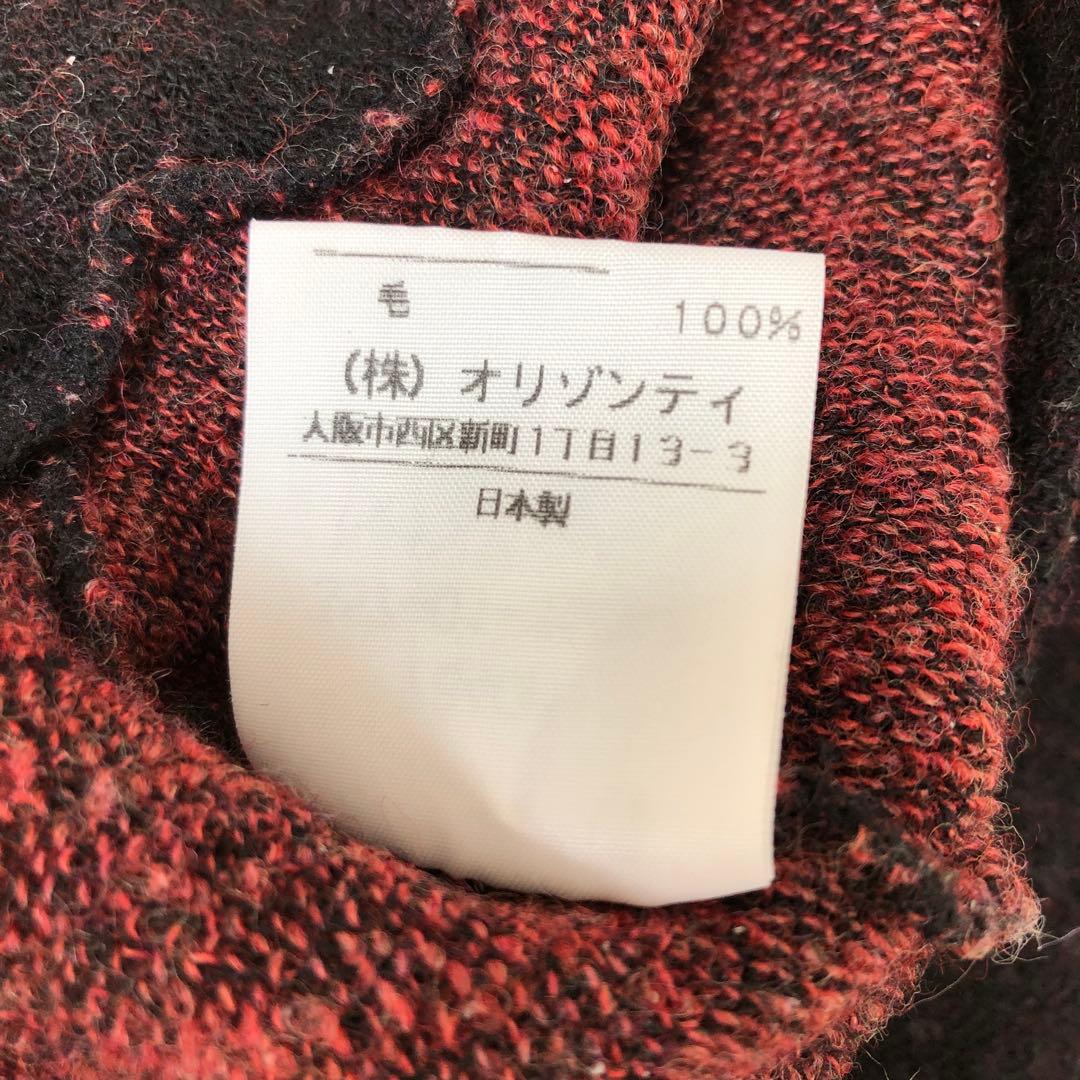 毛 100%
(株) オリゾンティ
大阪市西区新町1丁目13-3
日本製